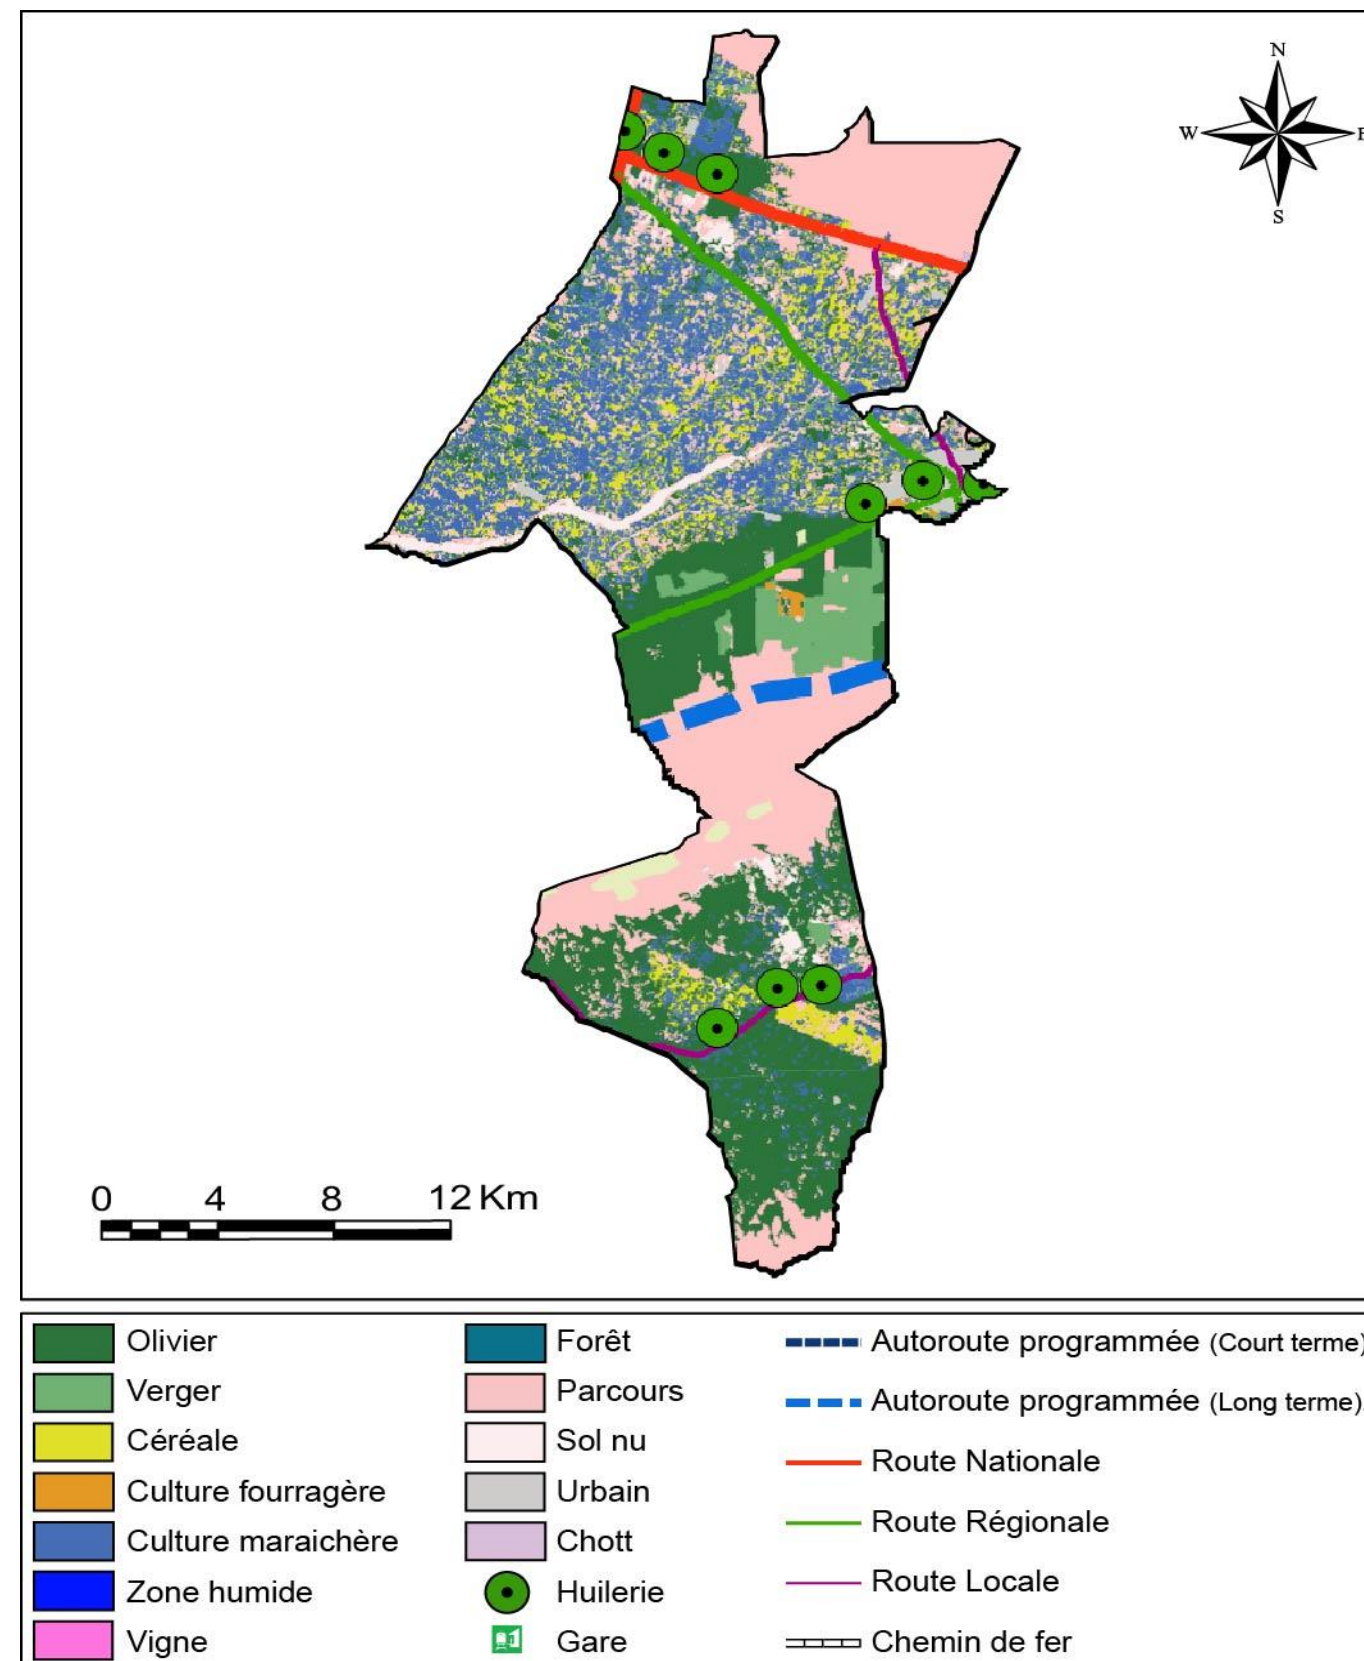 N
W
E
S
0 4 8 12 Km
Olivier
Verger
Céréale
Culture fourragère
Culture maraichère
Zone humide
Vigne
Forêt
Parcours
Sol nu
Urbain
Chott
Huilerie
Gare
Autoroute programmée (Court terme)
Autoroute programmée (Long terme).
Route Nationale
Route Régionale
Route Locale
Chemin de fer